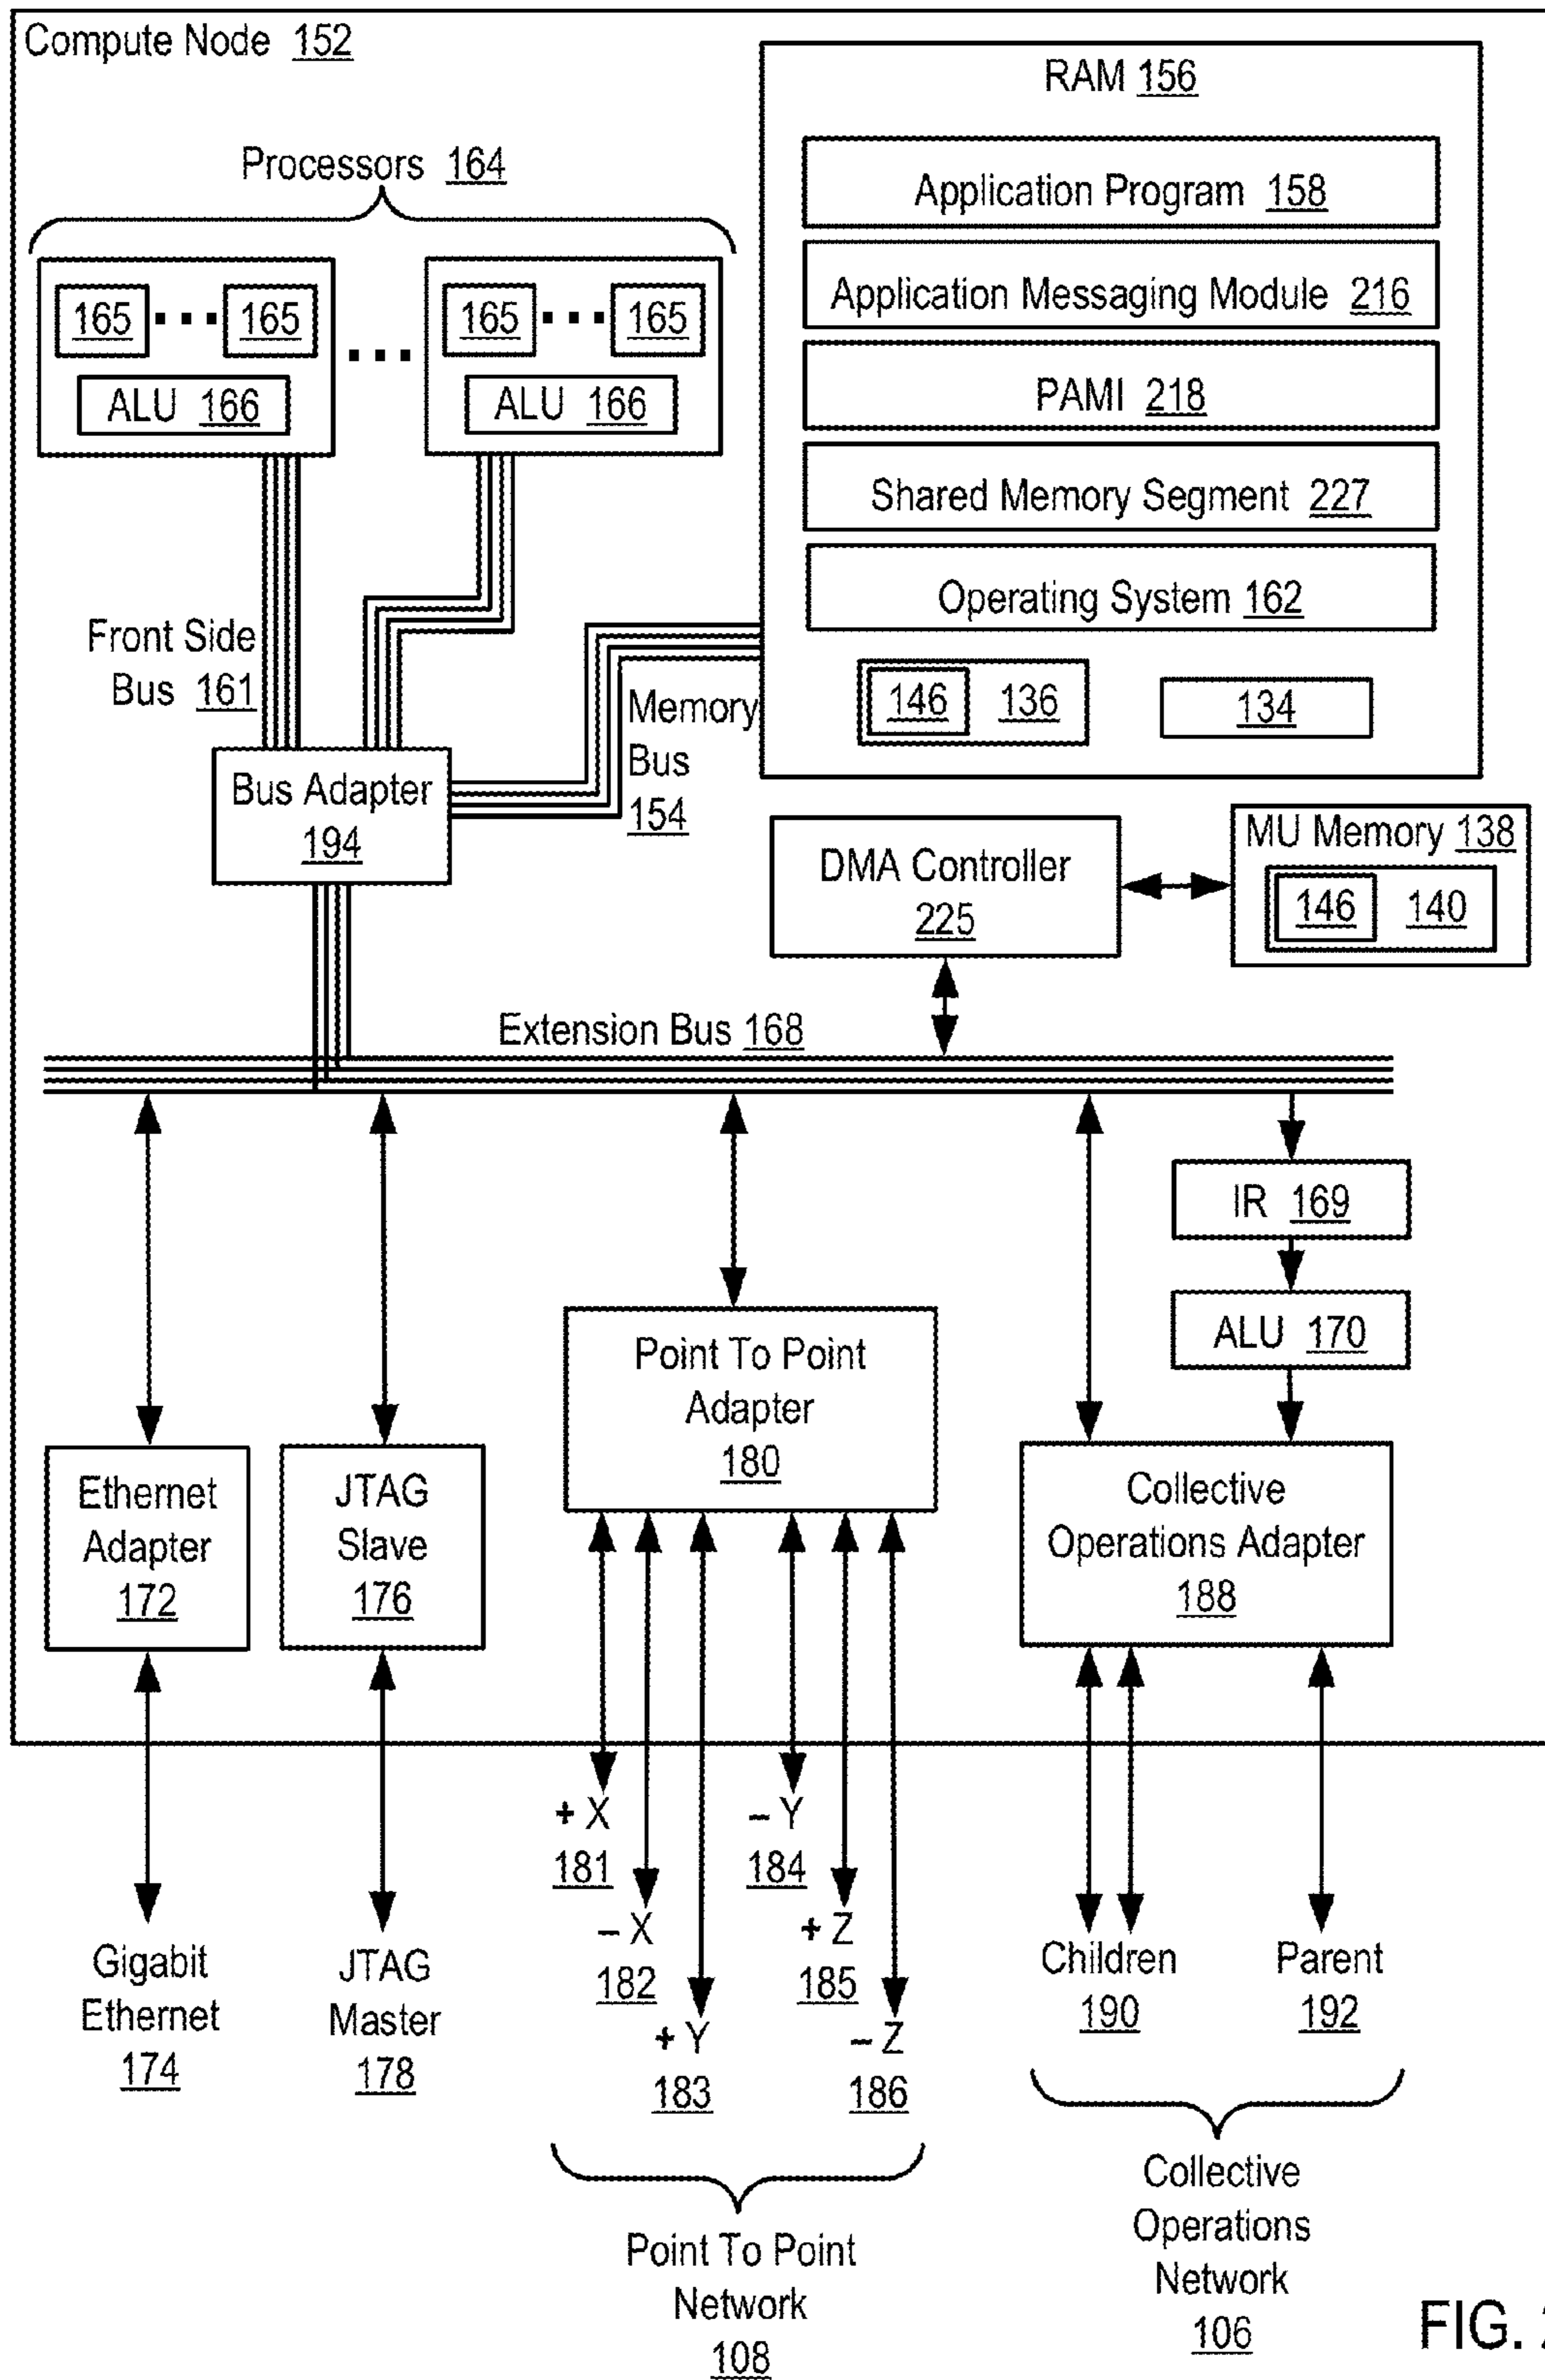 Compute Node 152
RAM 156
Processors 164
Application Program 158
Application Messaging Module 216
PAMI 218
Shared Memory Segment 227
Operating System 162
146 136
134
165 ... 165
ALU 166
...
165 ... 165
ALU 166
Front Side
Bus 161
Memory
Bus
154
Bus Adapter
194
DMA Controller
225
MU Memory 138
146 140
Extension Bus 168
IR 169
ALU 170
Point To Point
Adapter
180
Ethernet
Adapter
172
JTAG
Slave
176
Collective
Operations Adapter
188
+ X
181
– X
182
+ Y
183
– Y
184
+ Z
185
– Z
186
Gigabit
Ethernet
174
JTAG
Master
178
Children
190
Parent
192
Point To Point
Network
108
Collective
Operations
Network
106
FIG.